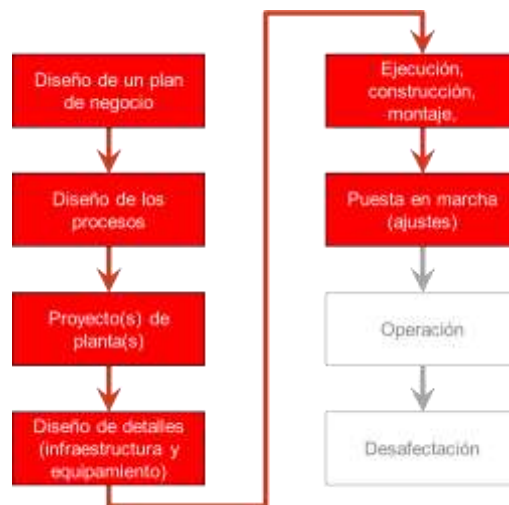 Diseño de un plan
de negocio
Diseño de los
procesos
Proyecto(s) de
planta(s)
Diseño de detalles
(infraestructura y
equipamiento)
Ejecución,
construcción,
montaje,
Puesta en marcha
(ajustes)
Operación
Desafectación